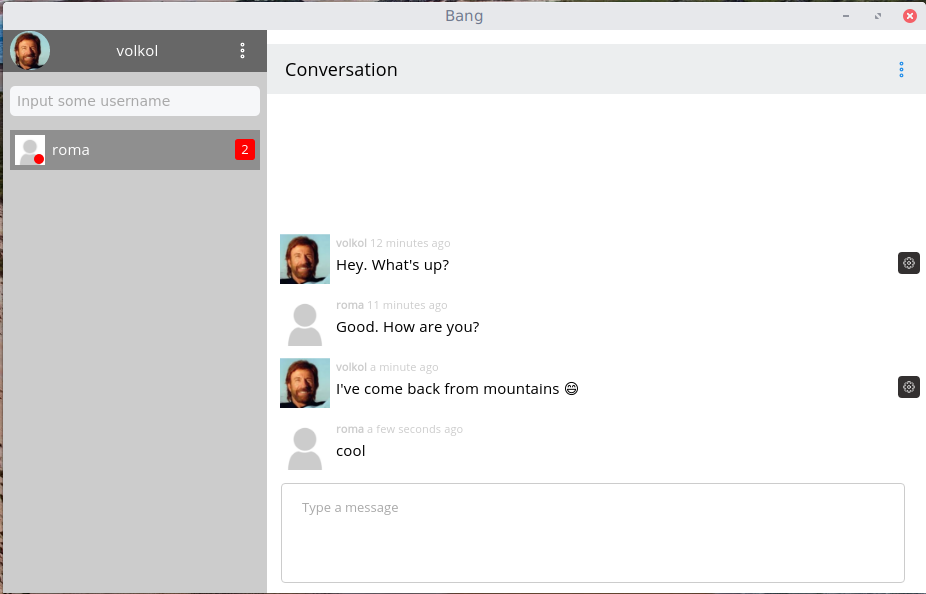 Bang
volkol
Input some username
roma
2
Conversation
volkol 12 minutes ago
Hey. What's up?
roma 11 minutes ago
Good. How are you?
volkol a minute ago
I've come back from mountains 😄
roma a few seconds ago
cool
Type a message